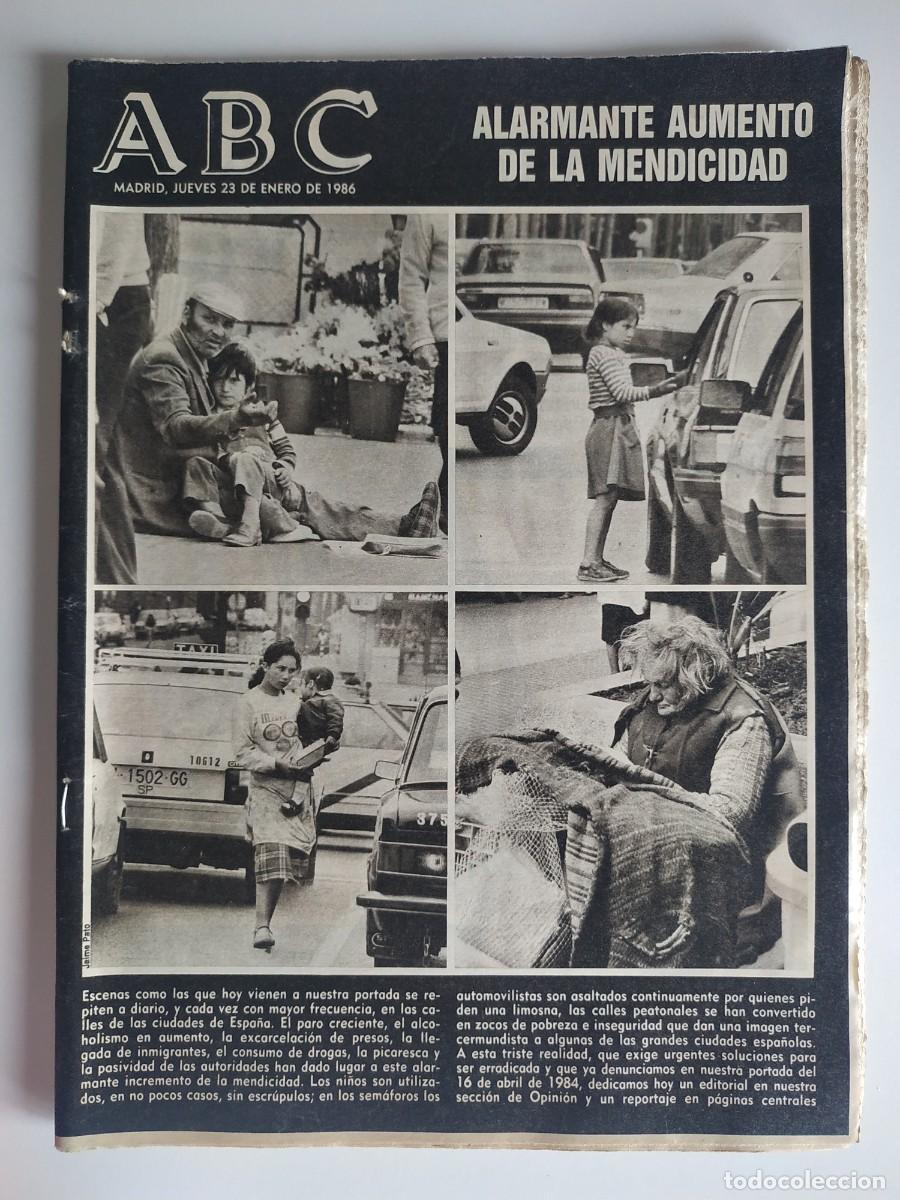 ABC
MADRID, JUEVES 23 DE ENERO DE 1986
ALARMANTE AUMENTO
DE LA MENDICIDAD
TAXI
10612
1502-GG
SP
375
Jaime Pato
Escenas como las que hoy vienen a nuestra portada se re-
piten a diario, y cada vez con mayor frecuencia, en las ca-
lles de las ciudades de España. El paro creciente, el alco-
holismo en aumento, la excarcelación de presos, la lle-
gada de inmigrantes, el consumo de drogas, la picaresca y
la pasividad de las autoridades han dado lugar a este alar-
mante incremento de la mendicidad. Los niños son utiliza-
dos, en no pocos casos, sin escrúpulos; en los semáforos los
automovilistas son asaltados continuamente por quienes pi-
den una limosna, las calles peatonales se han convertido
en zocos de pobreza e inseguridad que dan una imagen ter-
cermundista a algunas de las grandes ciudades españolas.
A esta triste realidad, que exige urgentes soluciones para
ser erradicada y que ya denunciamos en nuestra portada del
16 de abril de 1984, dedicamos hoy un editorial en nuestra
sección de Opinión y un reportaje en páginas centrales
todocoleccion